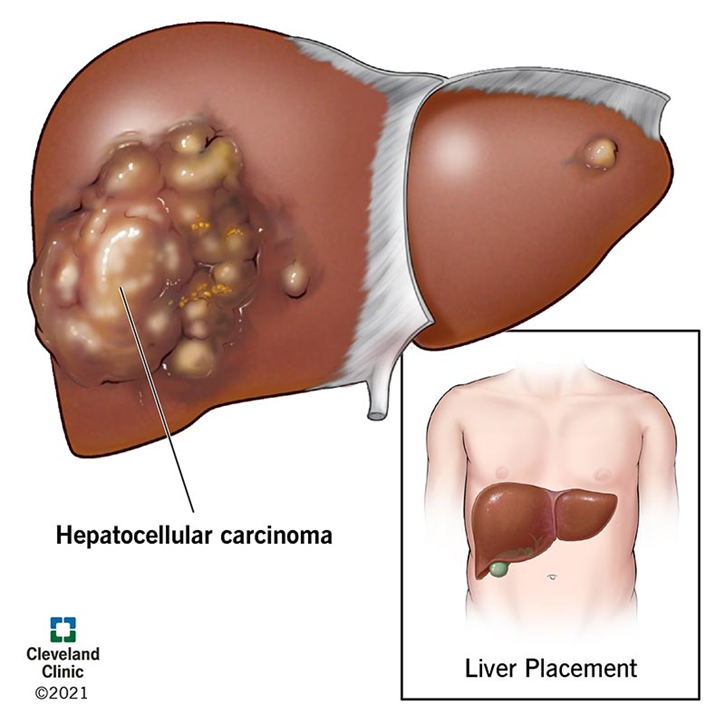 Hepatocellular carcinoma
Cleveland
Clinic
©2021
Liver Placement